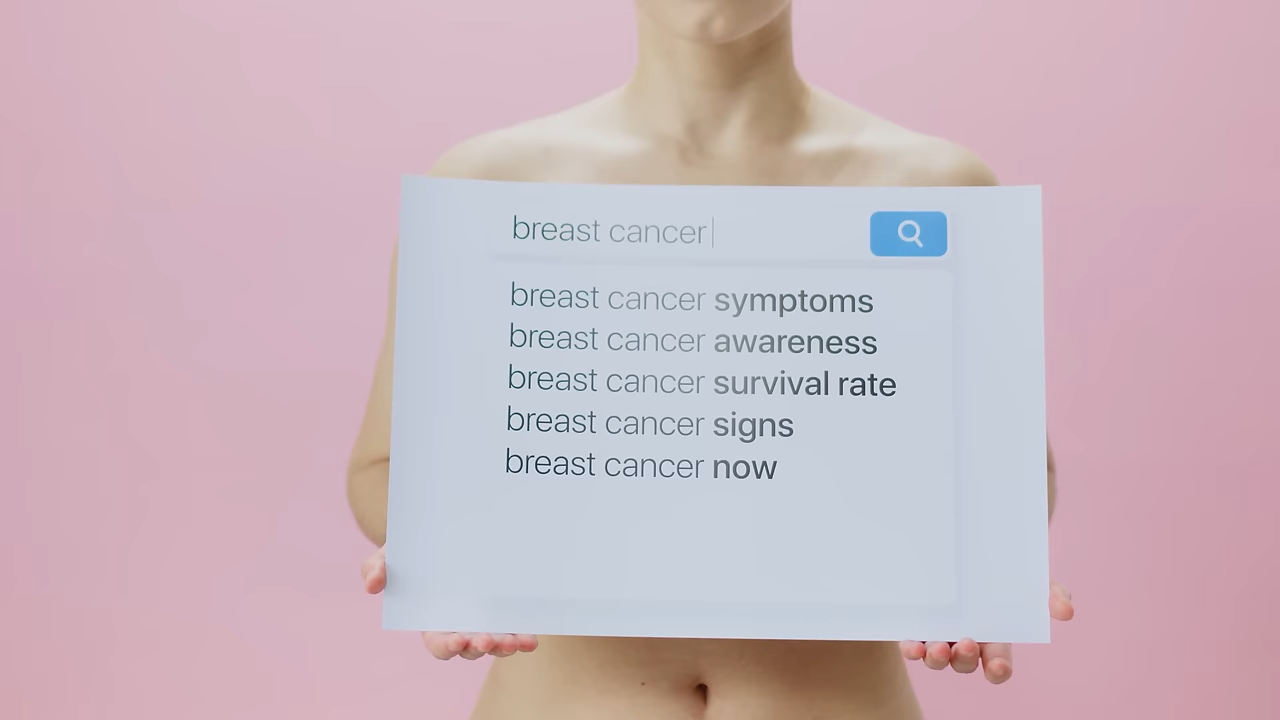 breast cancer
breast cancer symptoms
breast cancer awareness
breast cancer survival rate
breast cancer signs
breast cancer now